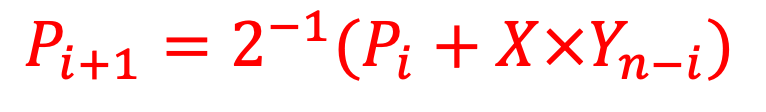 P_{i+1} = 2^{-1}(P_i + X×Y_{n-i})